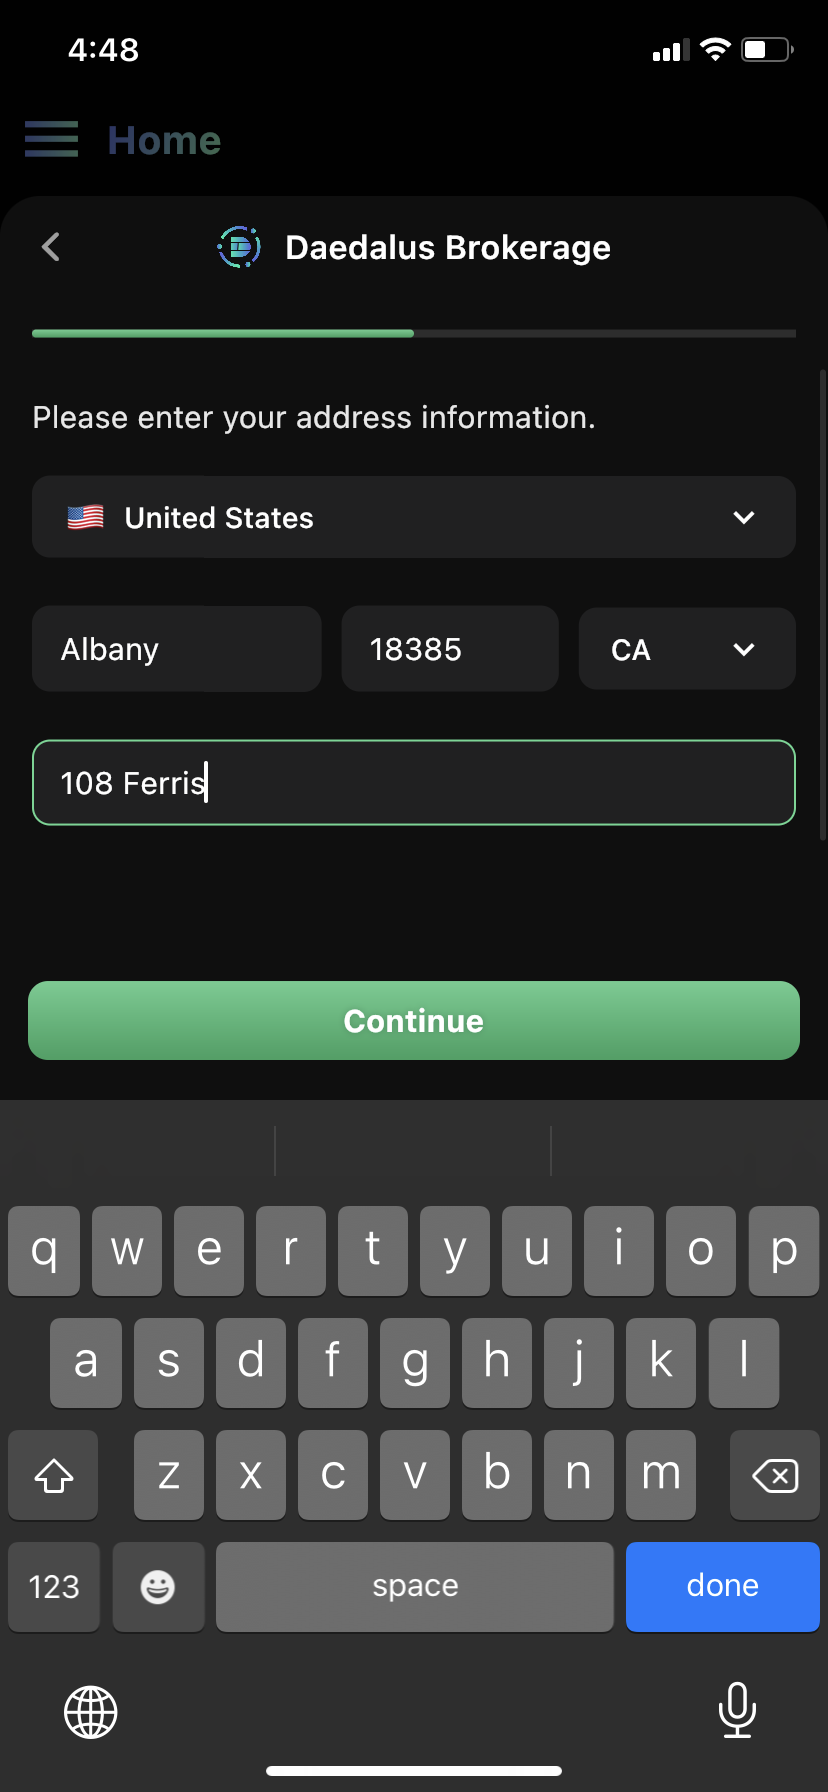 4:48
Home
Daedalus Brokerage
Please enter your address information.
United States
Albany 18385 CA
108 Ferris
Continue
q w e r t y u i o p
a s d f g h j k l
z x c v b n m
123 space done